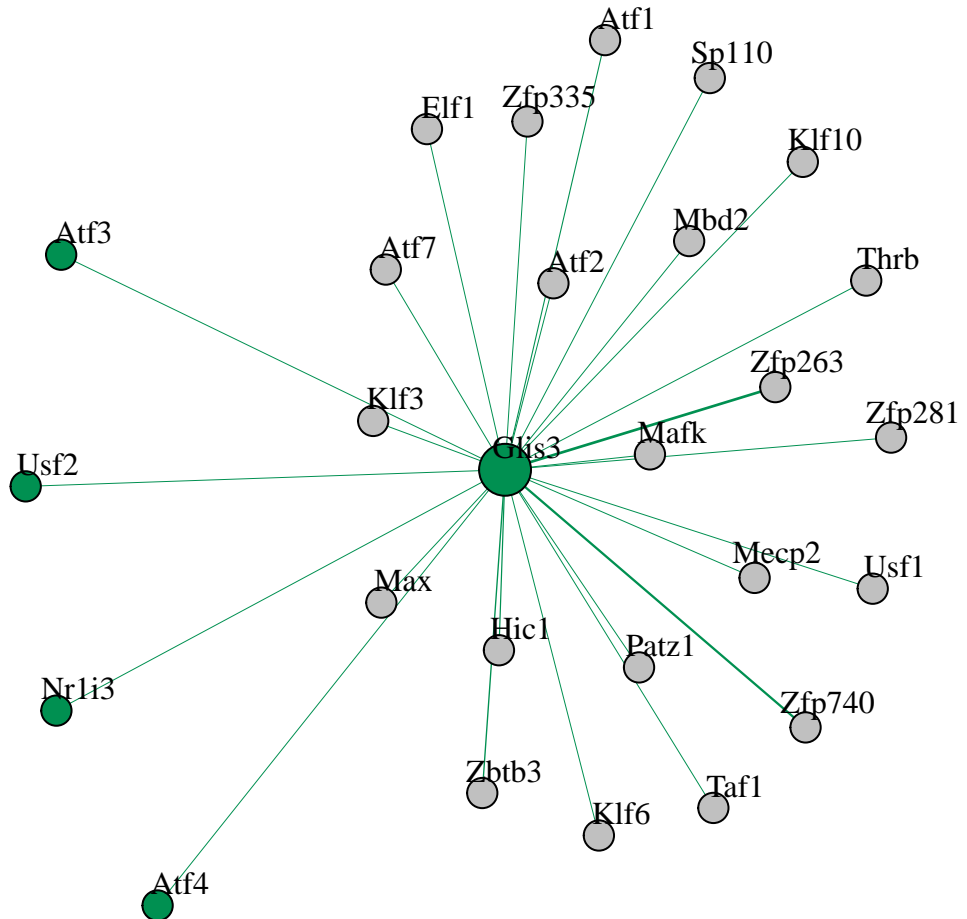 Atf1
Sp110
Zfp335
Elf1
Klf10
Mbd2
Atf3
Atf7
Atf2
Thrb
Zfp263
Klf3
Zfp281
Mafk
Glis3
Usf2
Mecp2
Usf1
Max
Hic1
Patz1
Nr1i3
Zfp740
Zbtb3
Taf1
Klf6
Atf4